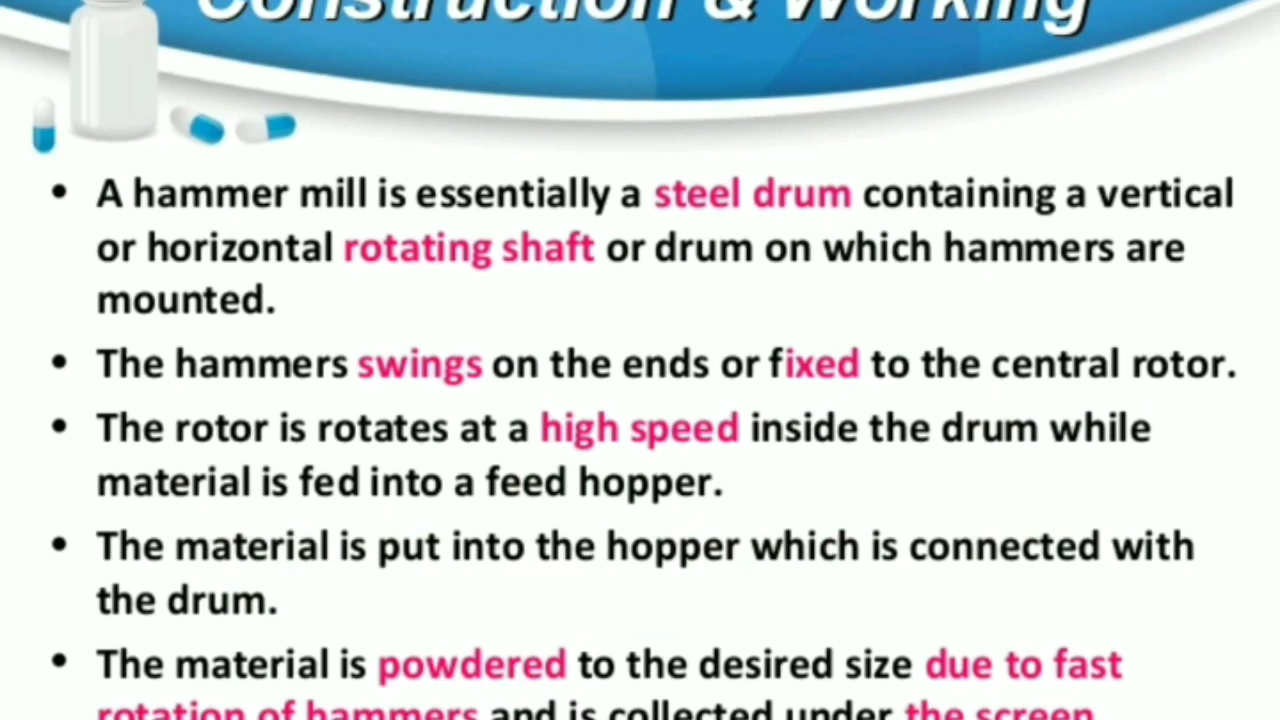 Construction & Working
• A hammer mill is essentially a steel drum containing a vertical
or horizontal rotating shaft or drum on which hammers are
mounted.
• The hammers swings on the ends or fixed to the central rotor.
• The rotor is rotates at a high speed inside the drum while
material is fed into a feed hopper.
• The material is put into the hopper which is connected with
the drum.
• The material is powdered to the desired size due to fast
rotation of hammers and is collected under the screen